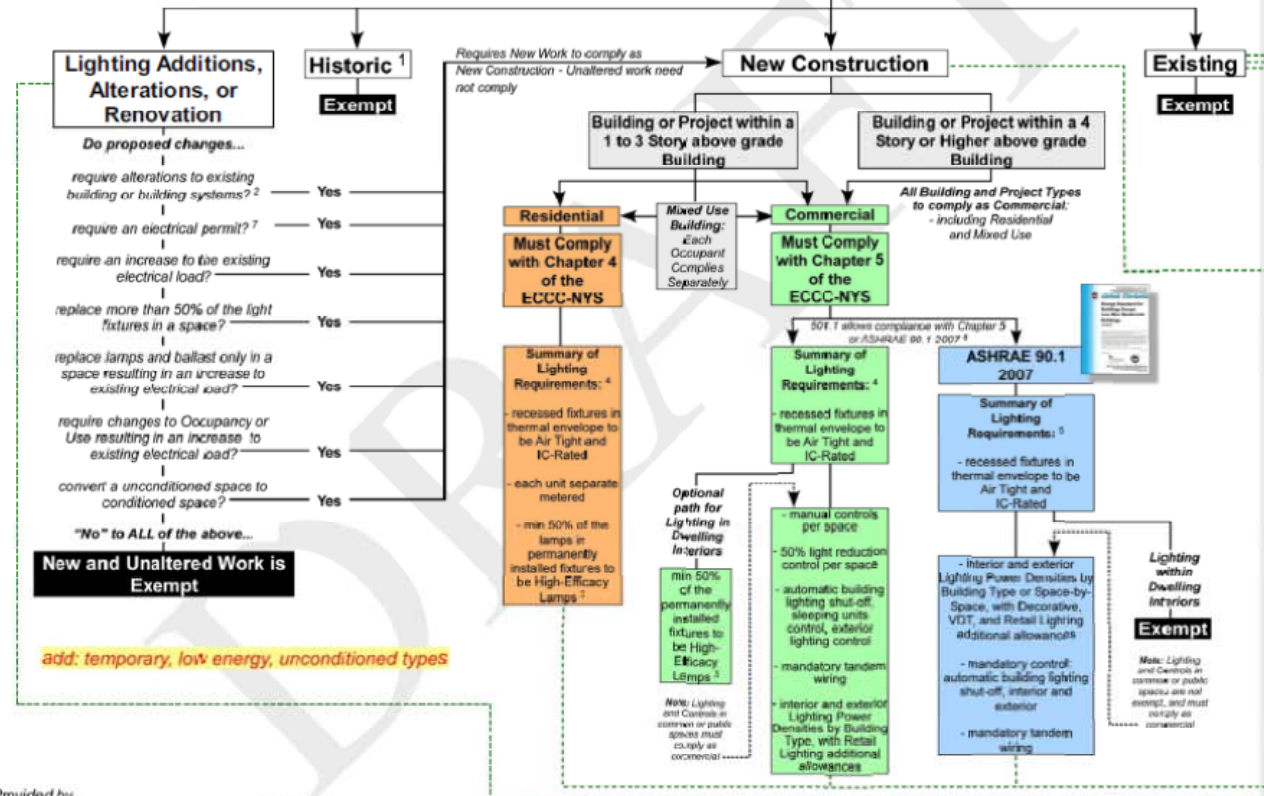 Lighting Additions,
Alterations, or
Renovation
Do proposed changes...
require alterations to existing
building or building systems? 2
Yes
require an electrical permit? 7
Yes
require an increase to the existing
electrical load?
Yes
replace more than 50% of the light
fixtures in a space?
Yes
replace lamps and ballast only in a
space resulting in an increase to
existing electrical load?
Yes
require changes to Occupancy or
Use resulting in an increase to
existing electrical load?
Yes
convert a unconditioned space to
conditioned space?
Yes
"No" to ALL of the above...
New and Unaltered Work is
Exempt
add: temporary, low energy, unconditioned types
Historic 1
Exempt
Requires New Work to comply as
New Construction - Unaltered work need
not comply
New Construction
Existing
Exempt
Building or Project within a
1 to 3 Story above grade
Building
Building or Project within a 4
Story or Higher above grade
Building
All Building and Project Types
to comply as Commercial:
- including Residential
and Mixed Use
Residential
Must Comply
with Chapter 4
of the
ECCC-NYS
Mixed Use
Building:
Each
Occupant
Complies
Separately
Commercial
Must Comply
with Chapter 5
of the
ECCC-NYS
501.1 allows compliance with Chapter 5
or ASHRAE 90.1 2007
Summary of
Lighting
Requirements: 4
- recessed fixtures in
thermal envelope to
be Air Tight and
IC-Rated
- each unit separate
metered
- min 50% of the
lamps in
permanently
installed fixtures to
be High-Efficacy
Lamps
Summary of
Lighting
Requirements: 4
- recessed fixtures in
thermal envelope to
be Air Tight and
IC-Rated
Optional
path for
Lighting in
Dwelling
Interiors
min 50%
of the
permanently
installed
fixtures to
be High-
Efficacy
Lamps 3
Note: Lighting
and Controls in
common or public
spaces must
comply as
commercial
- manual controls
per space
- 50% light reduction
control per space
- automatic building
lighting shut-off,
sleeping units
control, exterior
lighting control
- mandatory tandem
wiring
- interior and exterior
Lighting Power
Densities by Building
Type, with Retail
Lighting additional
allowances
ASHRAE 90.1
2007
Summary of
Lighting
Requirements: 5
- recessed fixtures in
thermal envelope to be
Air Tight and
IC-Rated
- interior and exterior
Lighting Power Densities by
Building Type or Space-by-
Space, with Decorative,
VDT, and Retail Lighting
additional allowances
- mandatory control:
automatic building lighting
shut-off, interior and
exterior
- mandatory tandem
wiring
Lighting
within
Dwelling
Interiors
Exempt
Note: Lighting
and Controls in
common or public
spaces are not
exempt, and must
comply as
commercial
DRAFT
Provided by